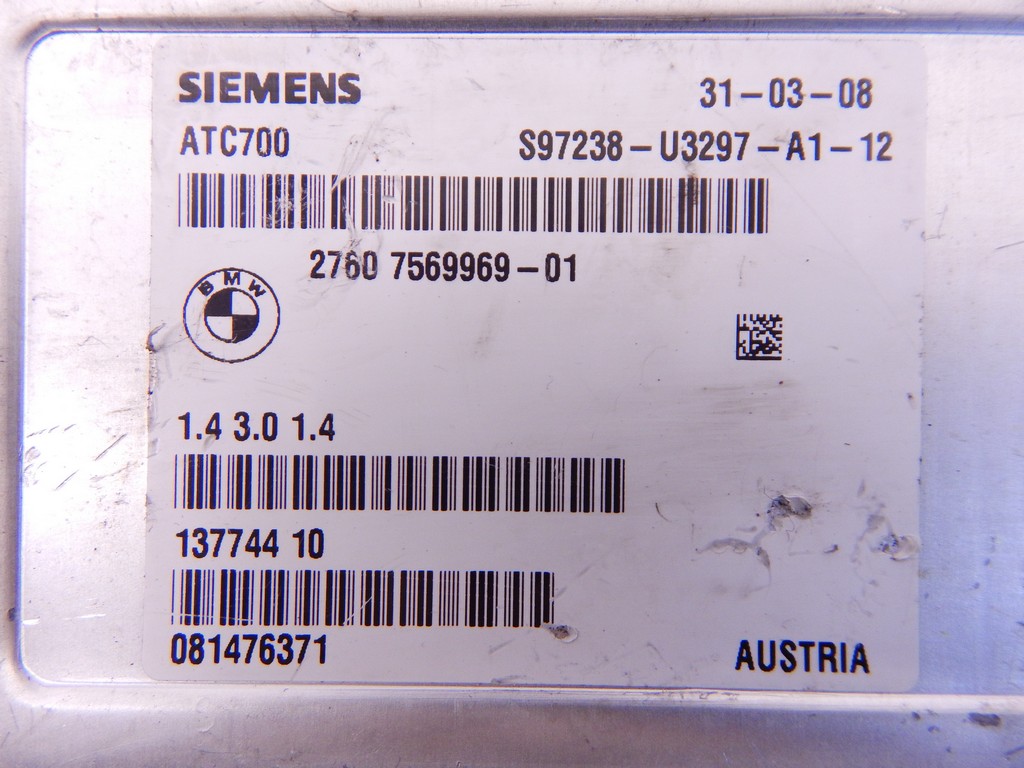 SIEMENS 31-03-08
ATC700 S97238-U3297-A1-12
2760 7569969-01
BMW
1.4 3.0 1.4
137744 10
081476371 AUSTRIA